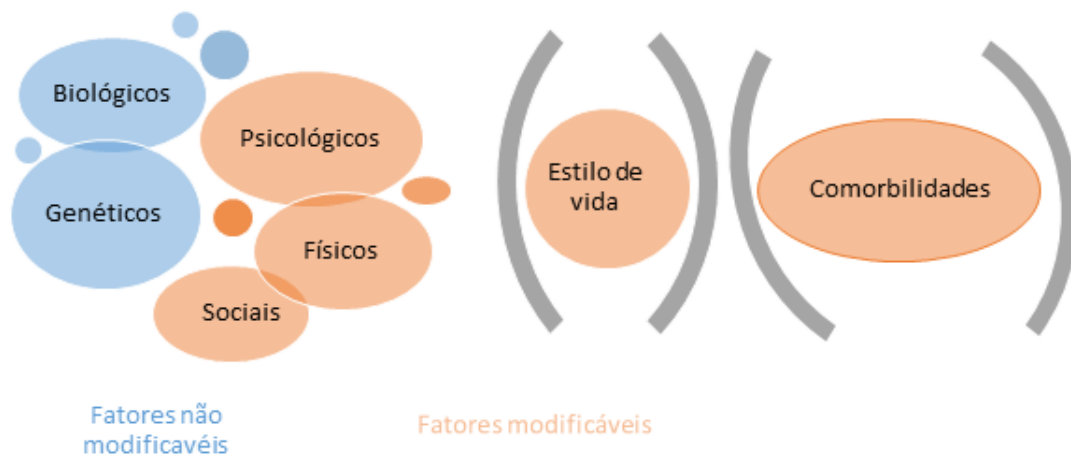 Biológicos
Psicológicos
Genéticos
Físicos
Sociais
Estilo de
vida
Comorbilidades
Fatores não
modificavéis
Fatores modificáveis